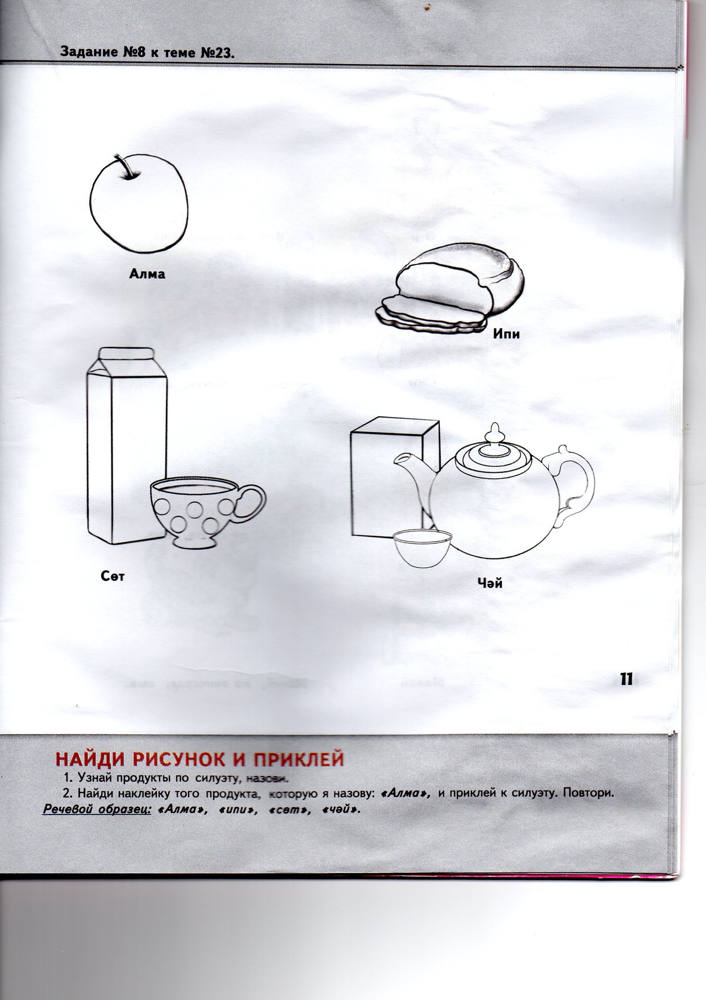 Задание №8 к теме №23.
Алма
Ипи
Сөт
Чәй
11
НАЙДИ РИСУНОК И ПРИКЛЕЙ
1. Узнай продукты по силуэту, назови.
2. Найди наклейку того продукта, которую я назову: «Алма», и приклей к силуэту. Повтори.
Речевой образец: «Алма», «ипи», «сөт», «чәй».